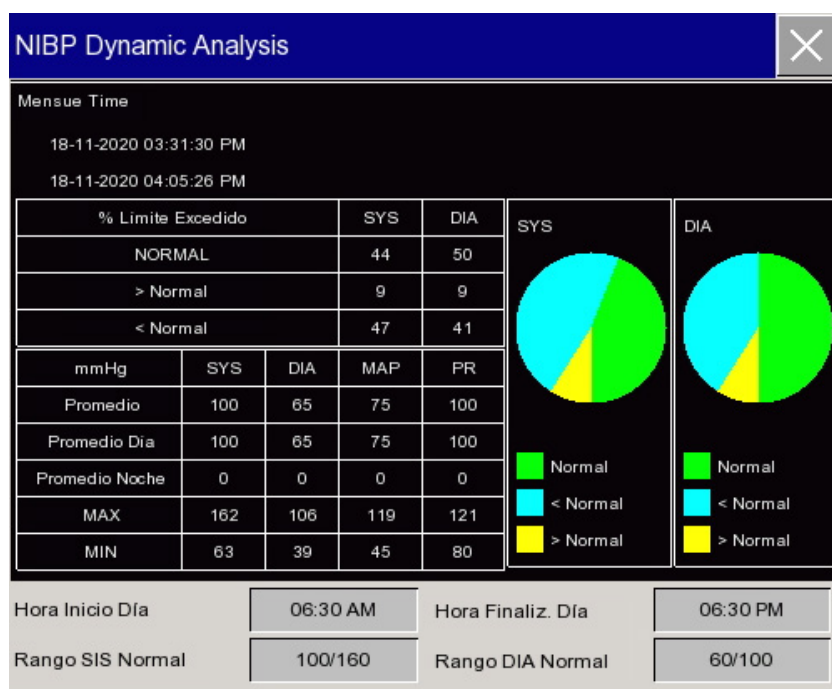 NIBP Dynamic Analysis
Mensue Time
18-11-2020 03:31:30 PM
18-11-2020 04:05:26 PM
% Limite Excedido SYS DIA
NORMAL 44 50
> Normal 9 9
< Normal 47 41
mmHg SYS DIA MAP PR
Promedio 100 65 75 100
Promedio Dia 100 65 75 100
Promedio Noche 0 0 0 0
MAX 162 106 119 121
MIN 63 39 45 80
SYS
Normal
< Normal
> Normal
DIA
Normal
< Normal
> Normal
Hora Inicio Día 06:30 AM Hora Finaliz. Día 06:30 PM
Rango SIS Normal 100/160 Rango DIA Normal 60/100